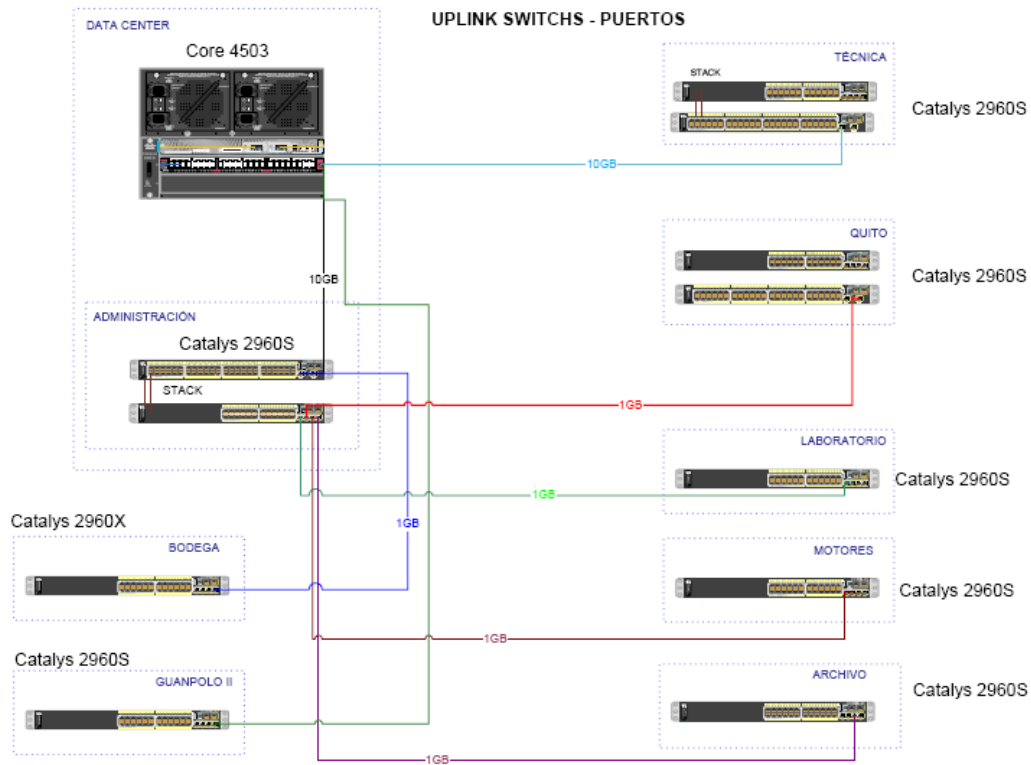 UPLINK SWITCHS - PUERTOS
DATA CENTER
Core 4503
TÉCNICA
STACK
Catalys 2960S
10GB
QUITO
Catalys 2960S
10GB
ADMINISTRACIÓN
Catalys 2960S
STACK
1GB
LABORATORIO
Catalys 2960S
1GB
Catalys 2960X
1GB
BODEGA
MOTORES
Catalys 2960S
1GB
Catalys 2960S
GUANPOLO II
ARCHIVO
Catalys 2960S
1GB